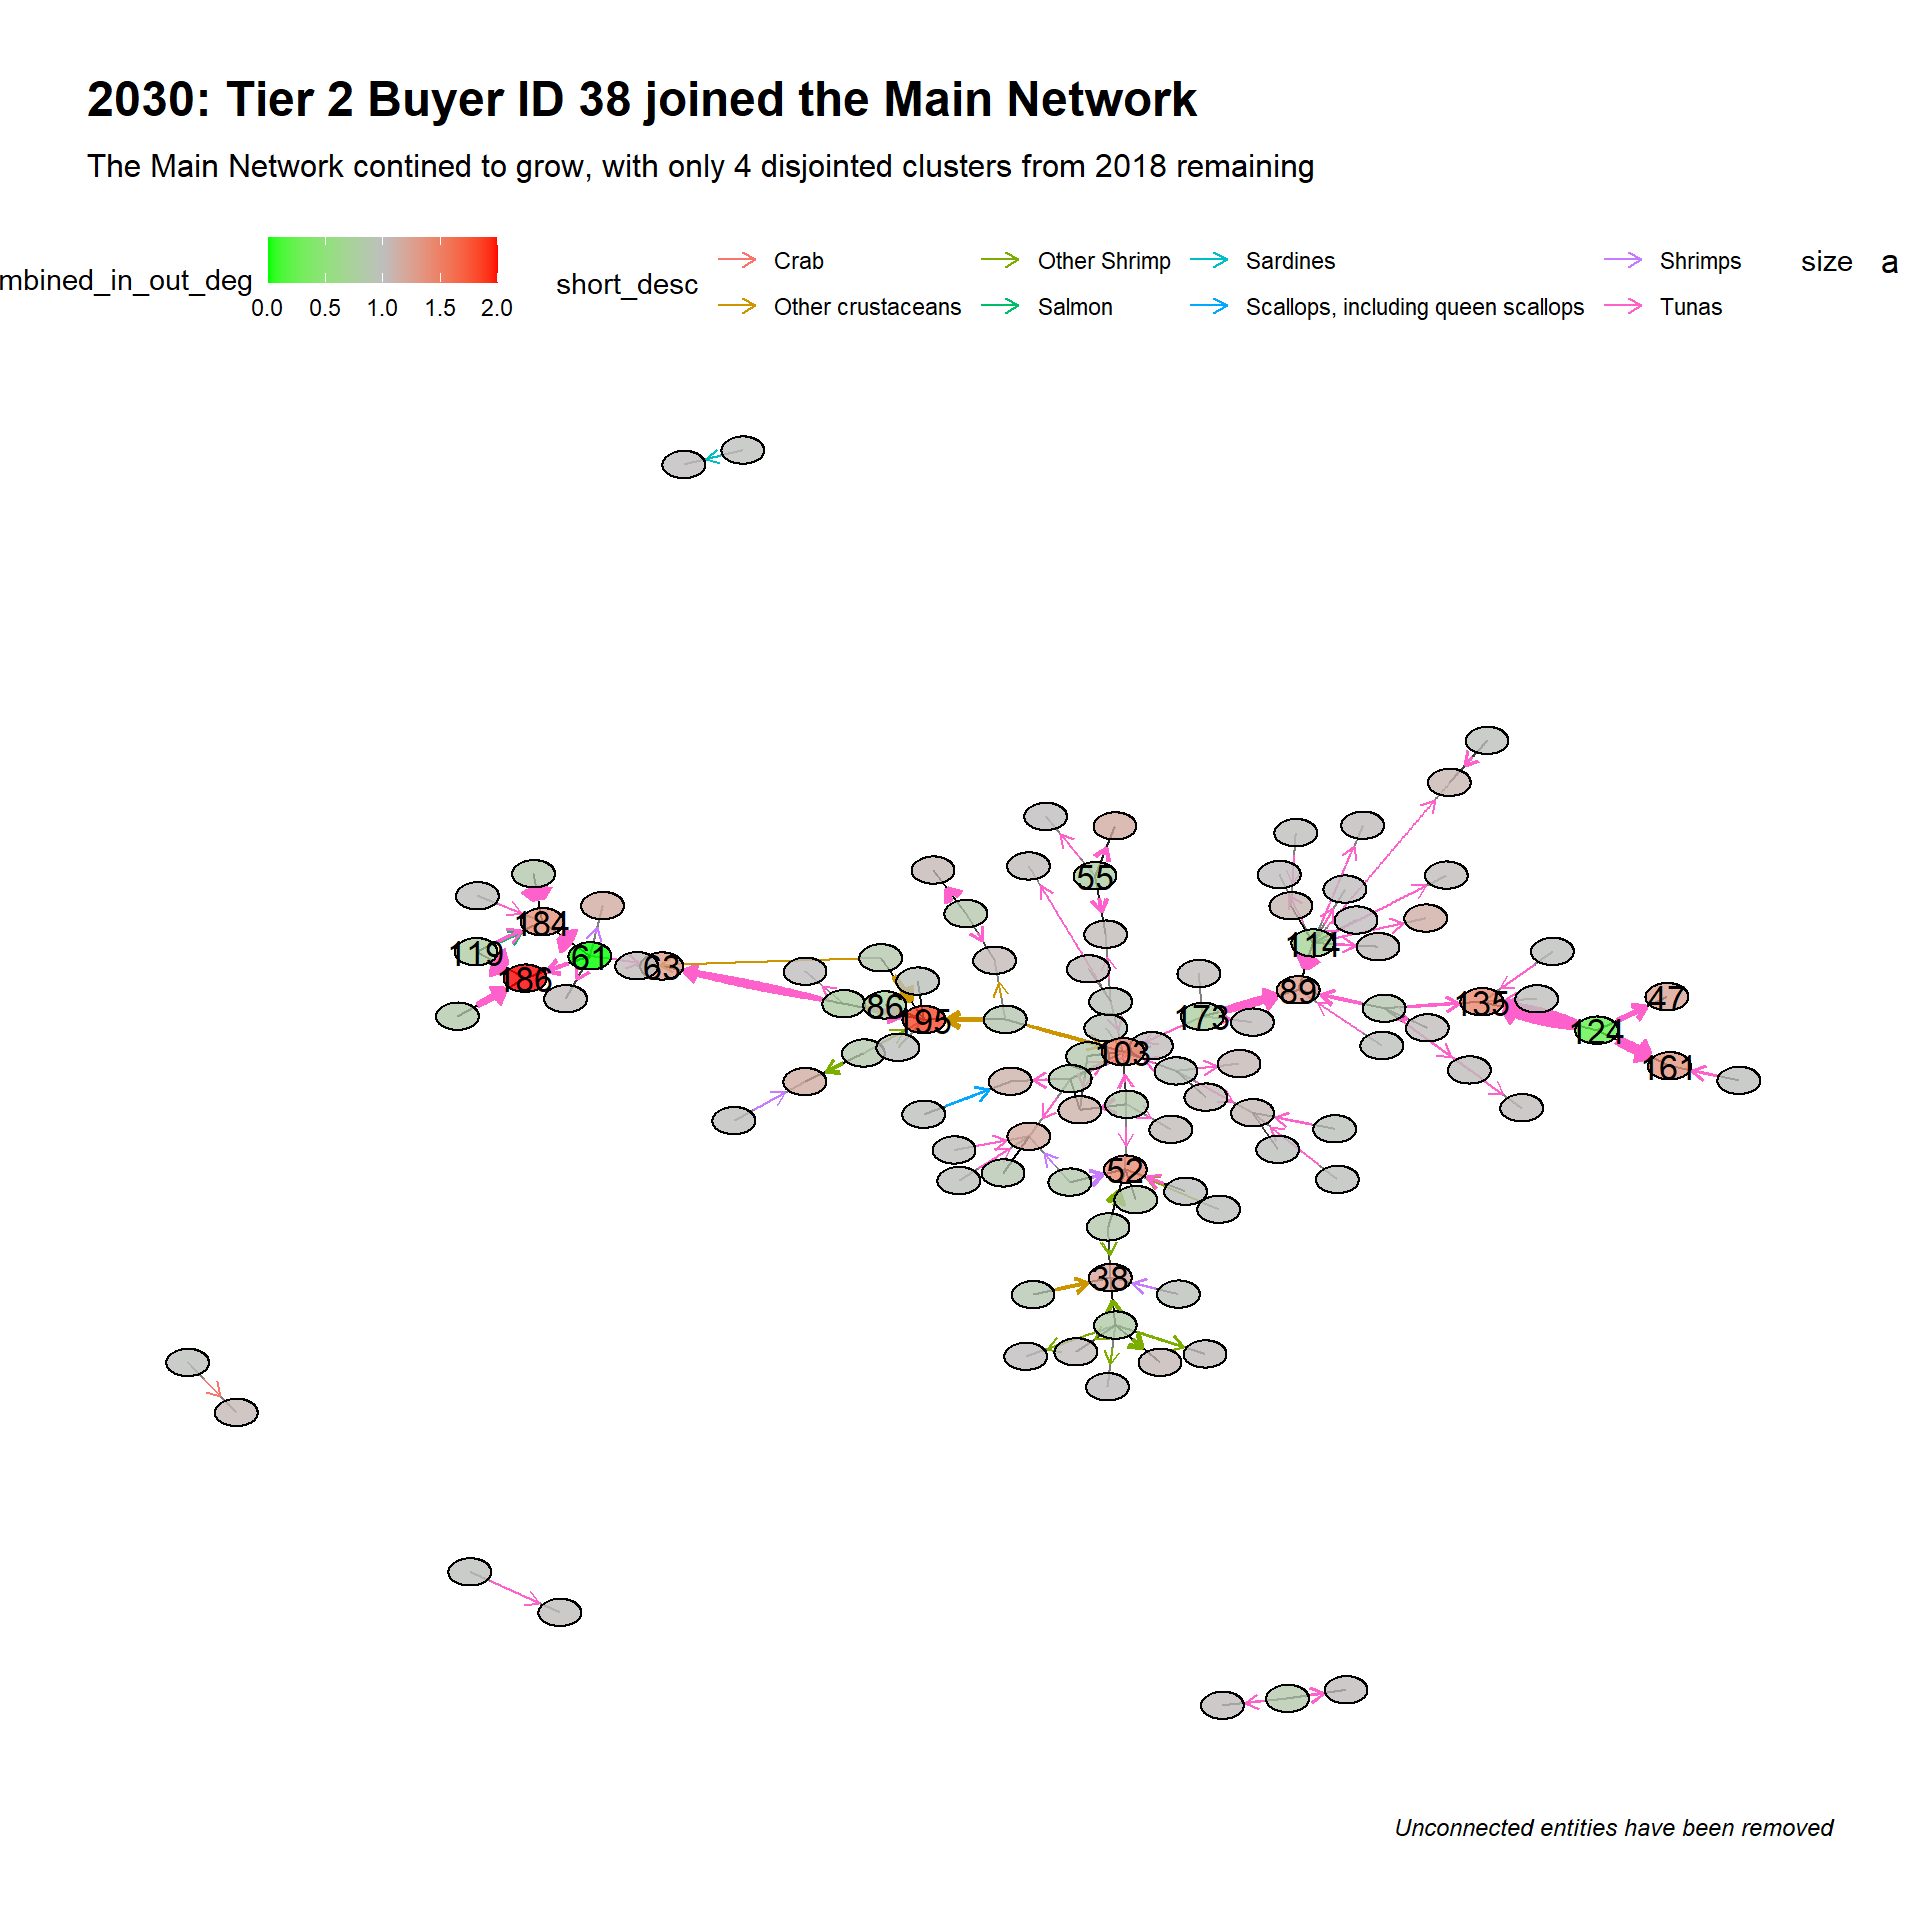 2030: Tier 2 Buyer ID 38 joined the Main Network
The Main Network contined to grow, with only 4 disjointed clusters from 2018 remaining
mbined_in_out_deg
0.0 0.5 1.0 1.5 2.0
short_desc
Crab
Other crustaceans
Other Shrimp
Salmon
Sardines
Scallops, including queen scallops
Shrimps
Tunas
size a
55
184
119
61
186
63
86
195
103
173
114
89
135
47
124
161
52
38
Unconnected entities have been removed